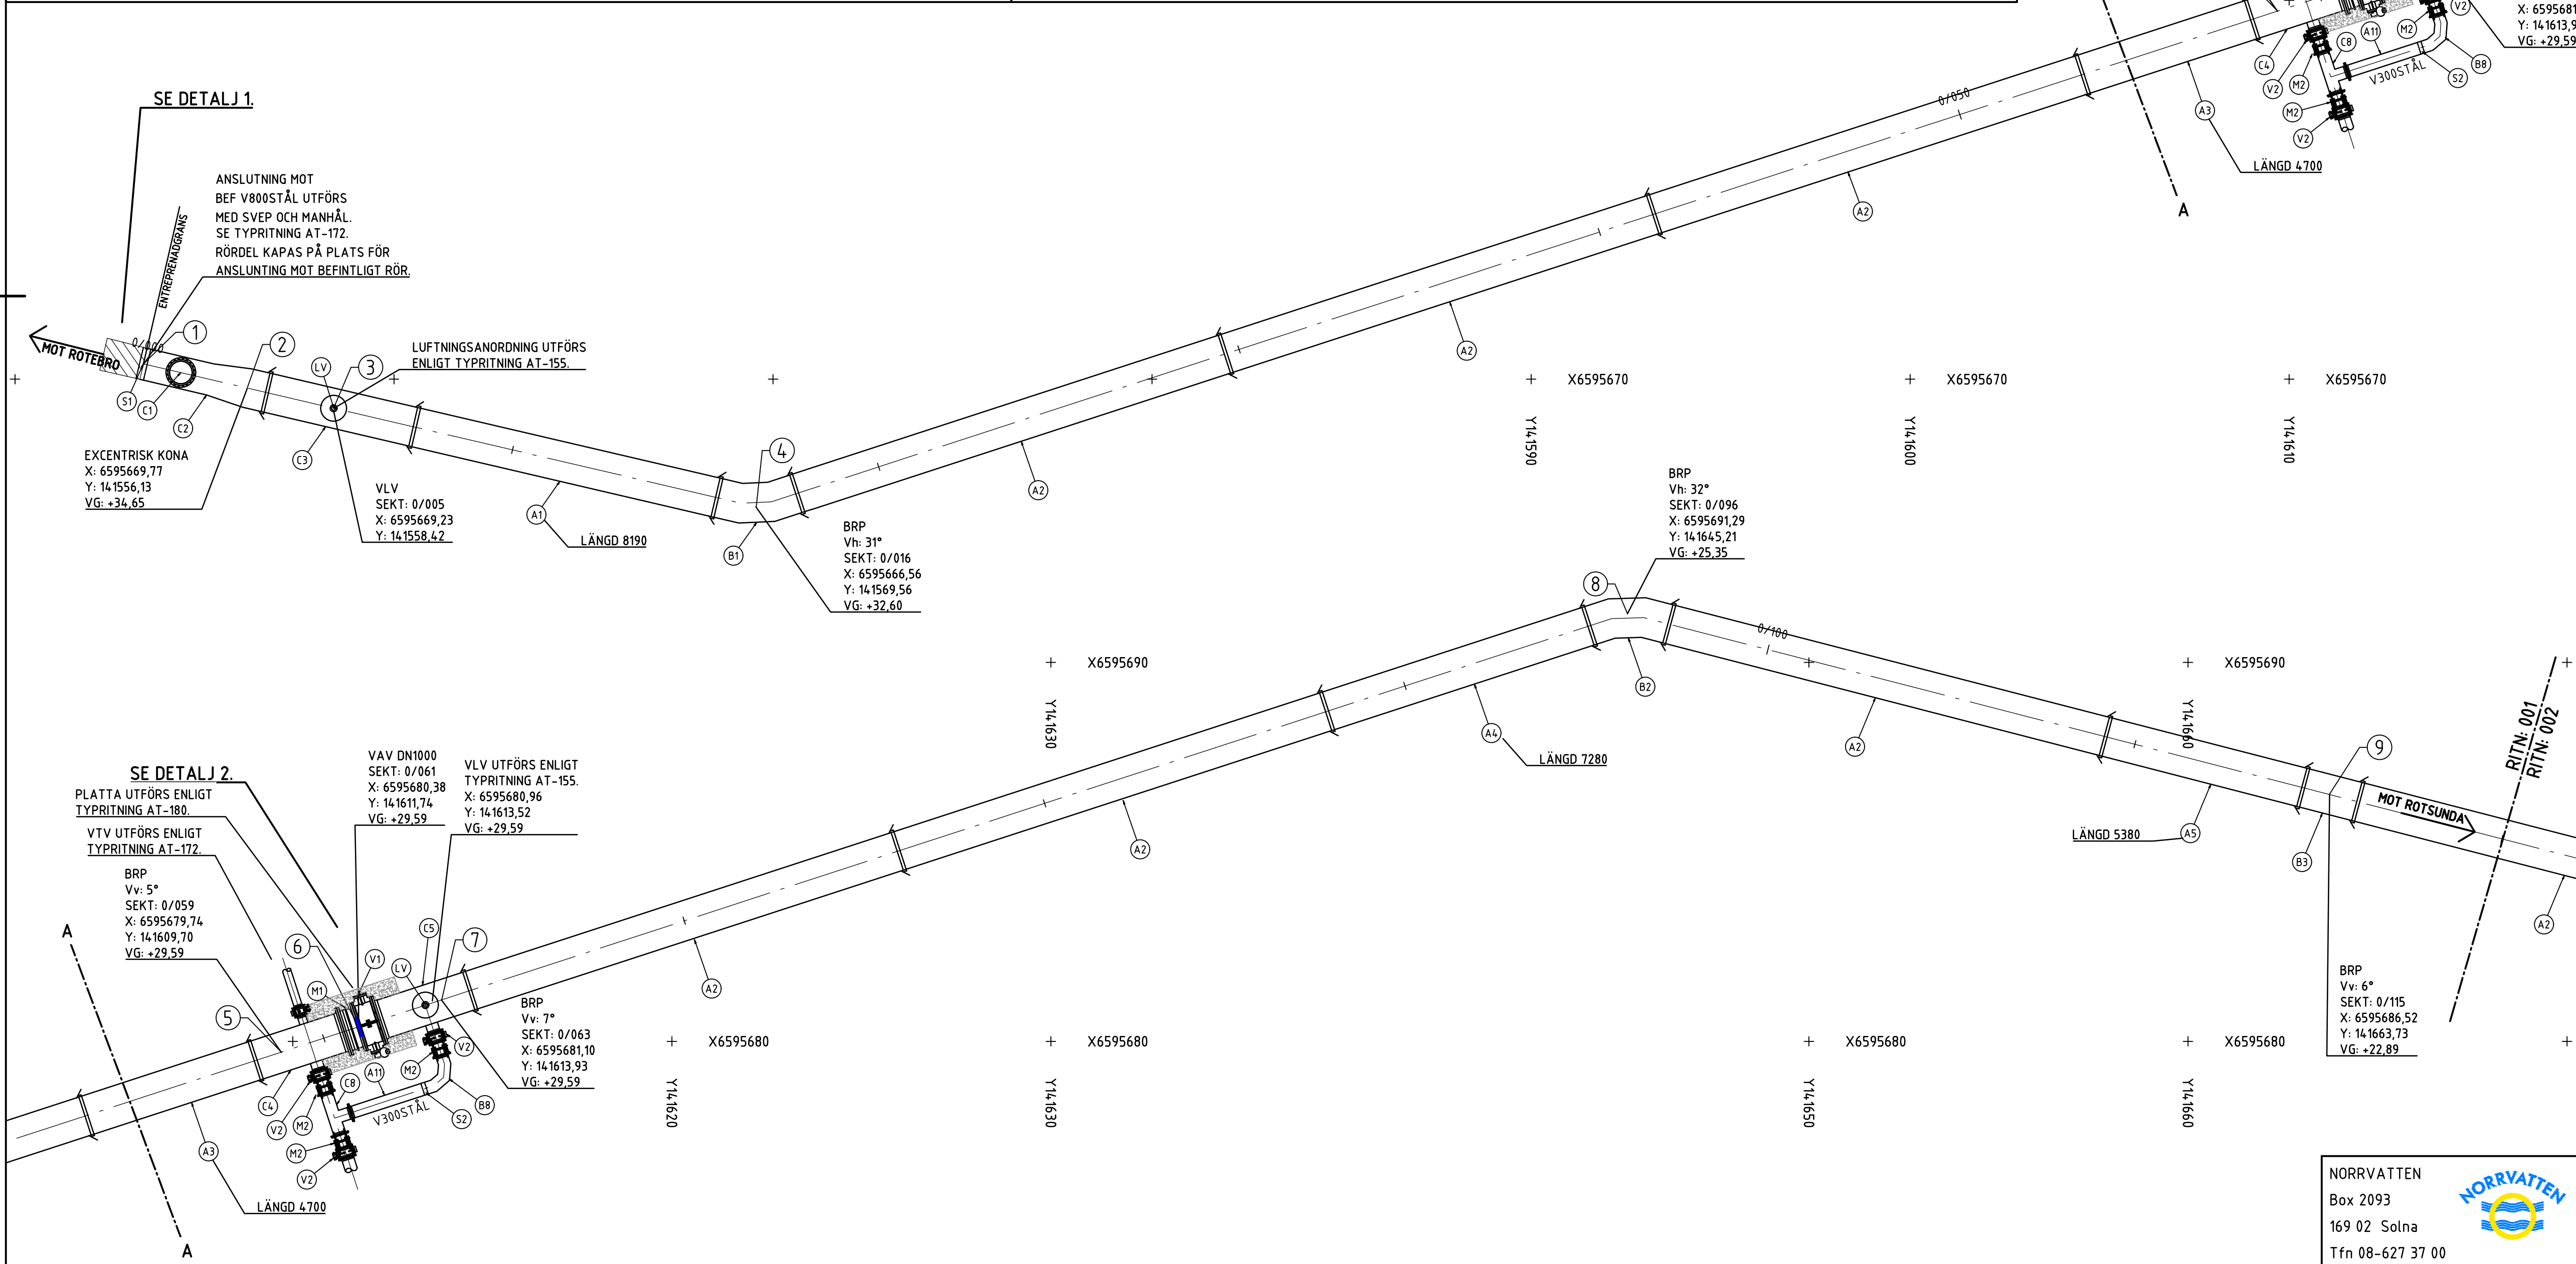 SE DETALJ 1.
ANSLUTNING MOT
BEF V800STÅL UTFÖRS
MED SVEP OCH MANHÅL.
SE TYPRITNING AT-172.
RÖRDEL KAPAS PÅ PLATS FÖR
ANSLUNTING MOT BEFINTLIGT RÖR.
ENTREPRENADGRANS
MOT ROTEBRO
0/000
1
S1
C1
C2
2
LV
3
LUFTNINGSANORDNING UTFÖRS
ENLIGT TYPRITNING AT-155.
C3
EXCENTRISK KONA
X: 6595669,77
Y: 141556,13
VG: +34,65
VLV
SEKT: 0/005
X: 6595669,23
Y: 141558,42
A1
LÄNGD 8190
B1
4
BRP
Vh: 31°
SEKT: 0/016
X: 6595666,56
Y: 141569,56
VG: +32,60
A2
A2
A2
0/050
A3
LÄNGD 4700
A
X6595670
X6595670
X6595670
Y141590
Y141600
Y141610
C4
V2
M2
C8
A11
M2
V2
V300STÅL
S2
B8
M2
V2
X: 6595681
Y: 141613,9
VG: +29,59
BRP
Vh: 32°
SEKT: 0/096
X: 6595691,29
Y: 141645,21
VG: +25,35
8
B2
0/100
X6595690
Y141630
X6595690
Y141660
A4
LÄNGD 7280
A2
A2
A2
LÄNGD 5380
A5
B3
9
MOT ROTSUNDA
RITN: 001
RITN: 002
A2
BRP
Vv: 6°
SEKT: 0/115
X: 6595686,52
Y: 141663,73
VG: +22,89
SE DETALJ 2.
PLATTA UTFÖRS ENLIGT
TYPRITNING AT-180.
VTV UTFÖRS ENLIGT
TYPRITNING AT-172.
BRP
Vv: 5°
SEKT: 0/059
X: 6595679,74
Y: 141609,70
VG: +29,59
VAV DN1000
SEKT: 0/061
X: 6595680,38
Y: 141611,74
VG: +29,59
VLV UTFÖRS ENLIGT
TYPRITNING AT-155.
X: 6595680,96
Y: 141613,52
VG: +29,59
A
5
6
M1
V1
LV
C5
7
BRP
Vv: 7°
SEKT: 0/063
X: 6595681,10
Y: 141613,93
VG: +29,59
C4
V2
M2
C8
A11
M2
V2
V300STÅL
S2
B8
M2
V2
A3
LÄNGD 4700
A
X6595680
X6595680
X6595680
X6595680
Y141620
Y141630
Y141650
Y141660
NORRVATTEN
Box 2093
169 02 Solna
Tfn 08-627 37 00
NORRVATTEN